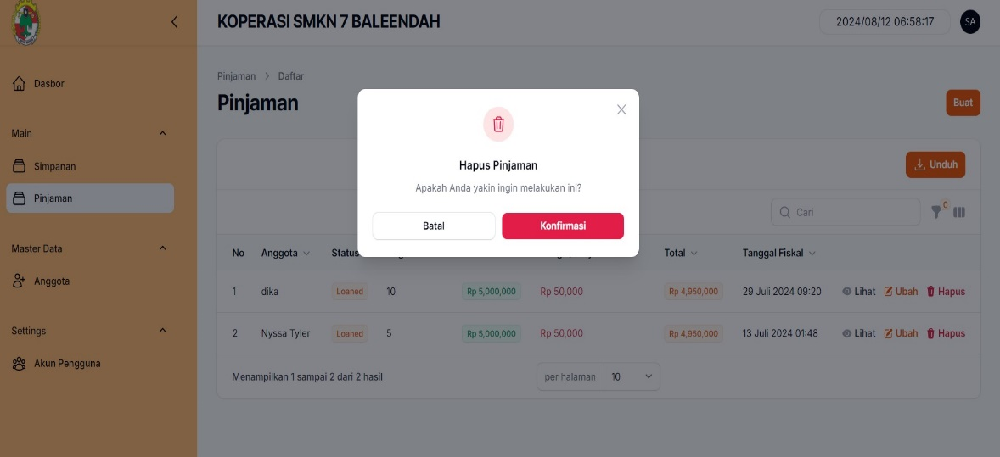 KOPERASI SMKN 7 BALEENDAH
2024/08/12 06:58:17
SA
Dasbor
Main
Simpanan
Pinjaman
Master Data
Anggota
Settings
Akun Pengguna
Pinjaman > Daftar
Pinjaman
Buat
Hapus Pinjaman
Apakah Anda yakin ingin melakukan ini?
Batal Konfirmasi
Unduh
Cari
0
No Anggota Status Total Tanggal Fiskal
1 dika Loaned 10 Rp 5,000,000 Rp 50,000 Rp 4,950,000 29 Juli 2024 09:20 Lihat Ubah Hapus
2 Nyssa Tyler Loaned 5 Rp 5,000,000 Rp 50,000 Rp 4,950,000 13 Juli 2024 01:48 Lihat Ubah Hapus
Menampilkan 1 sampai 2 dari 2 hasil
per halaman 10